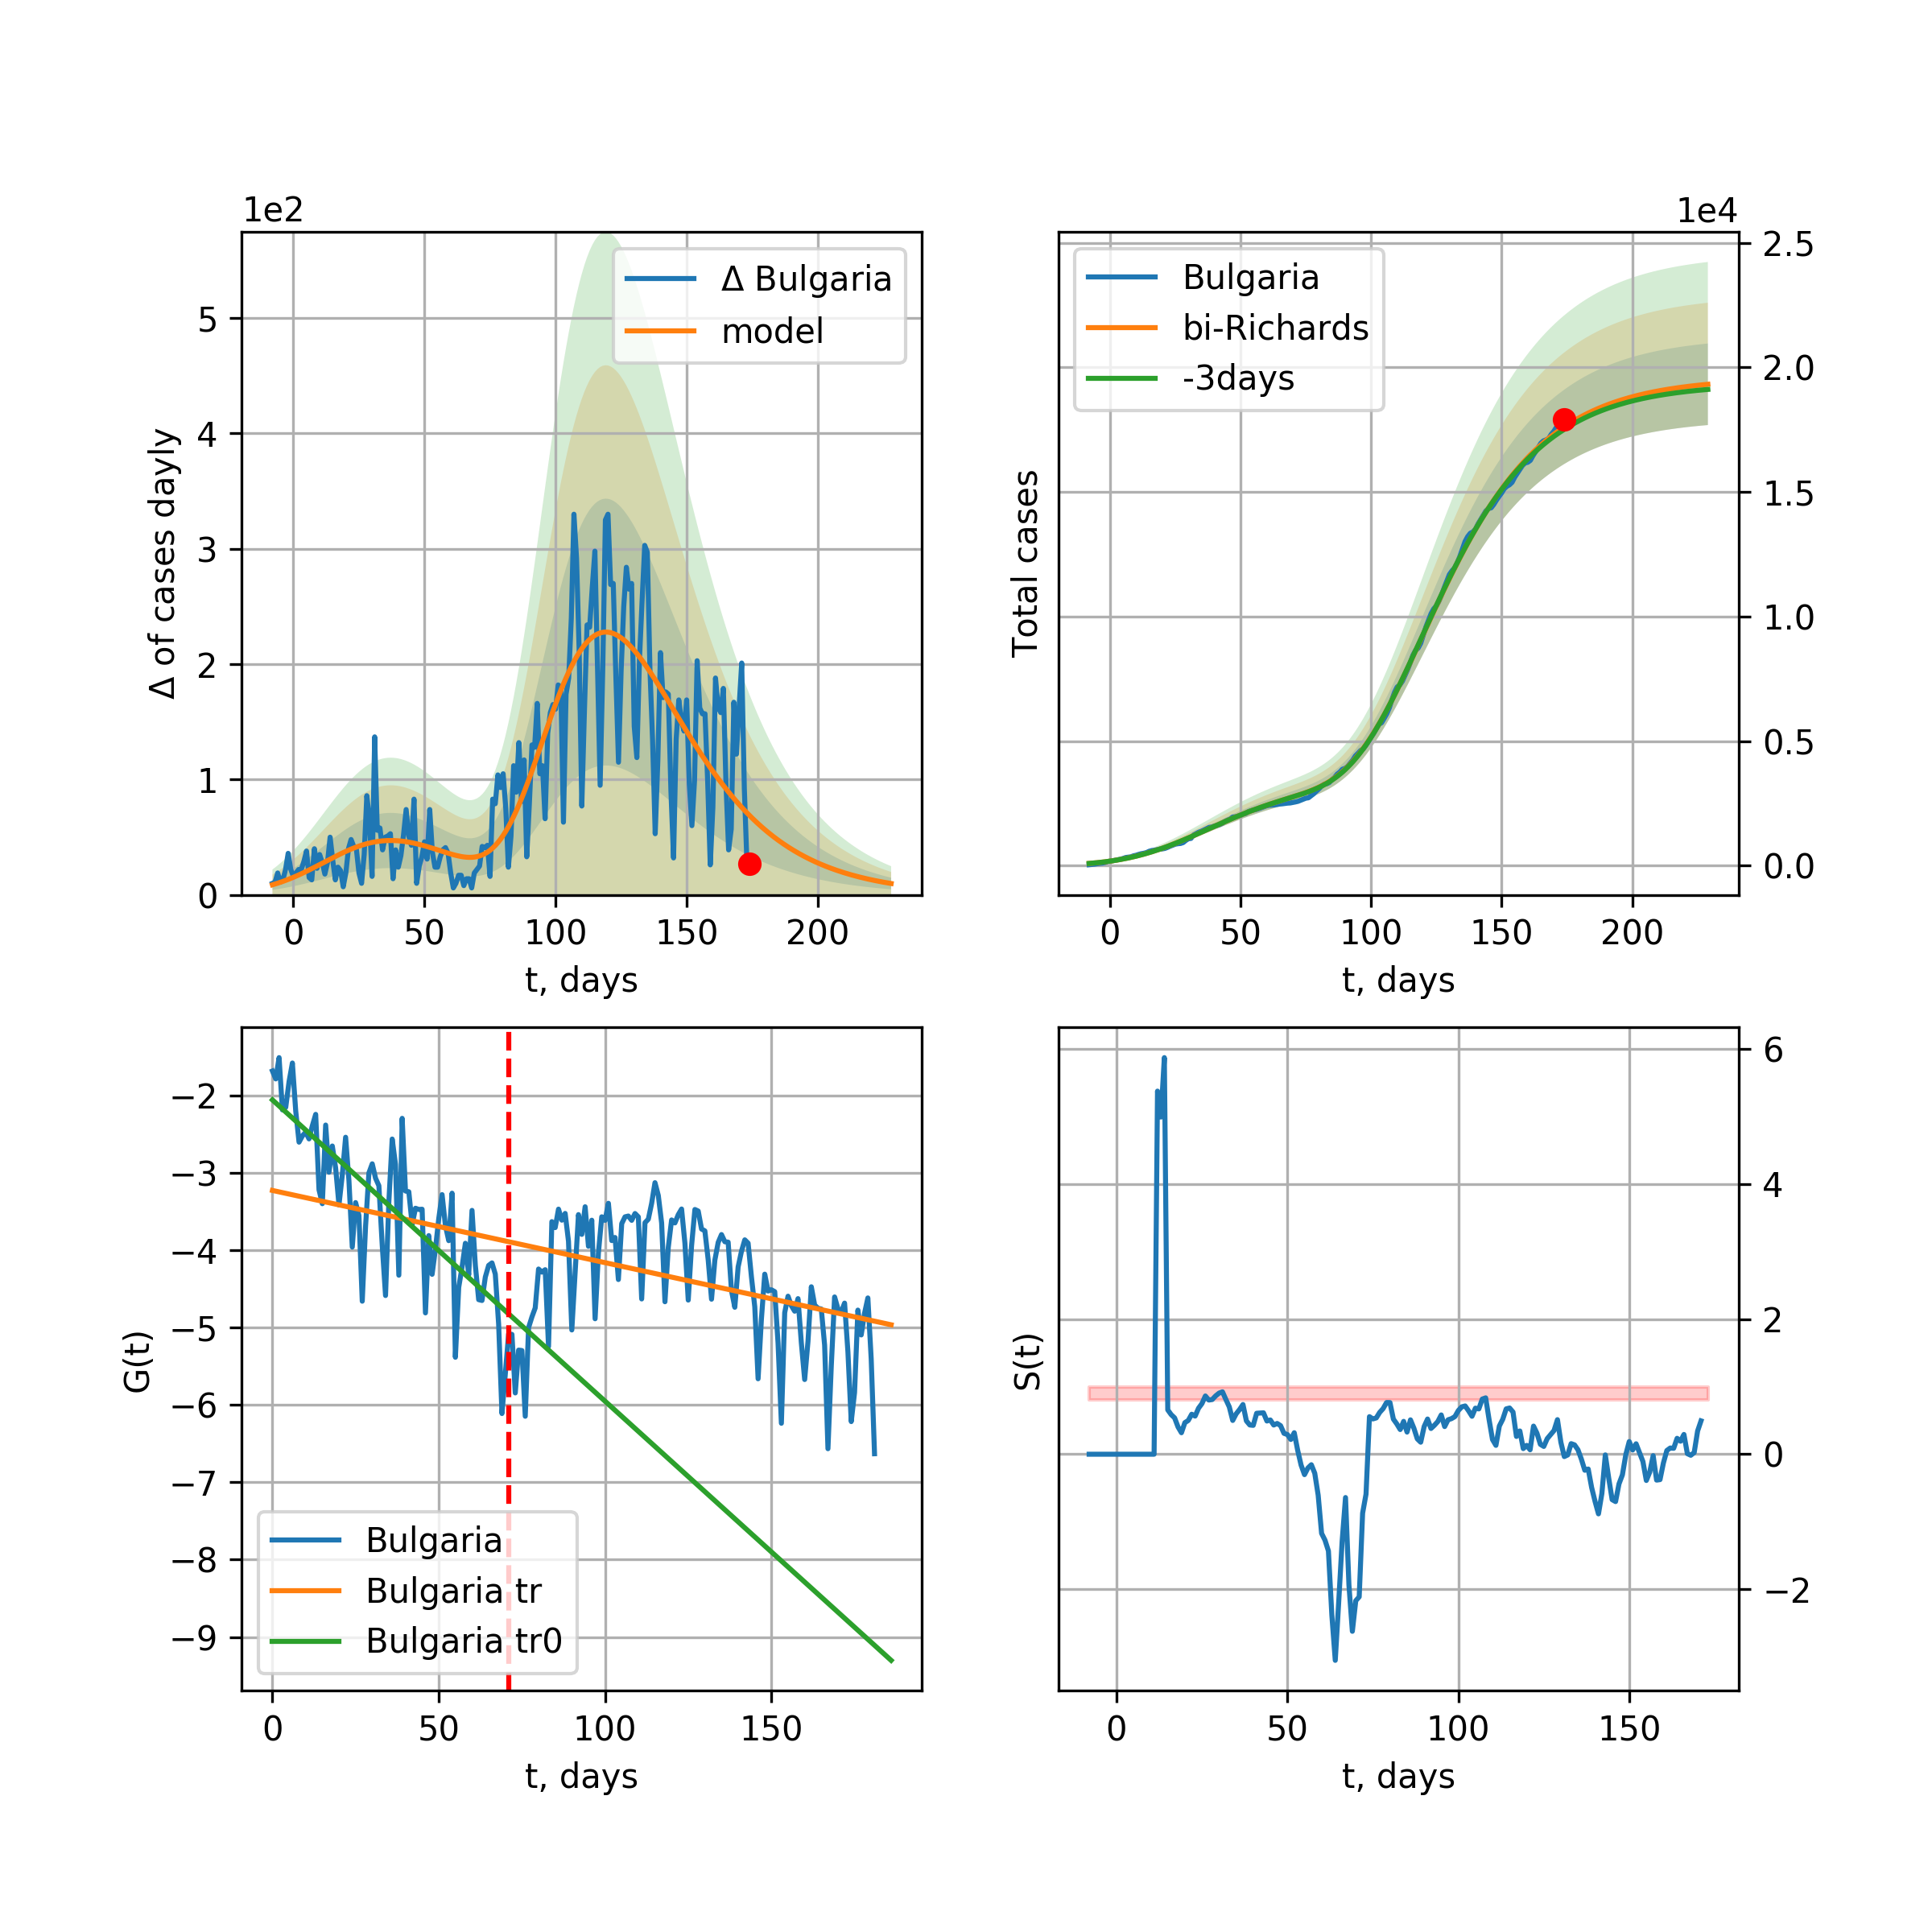 1e2
Δ of cases dayly
5
4
3
2
1
0
Δ Bulgaria
model
0 50 100 150 200
t, days
1e4
Total cases
Bulgaria
bi-Richards
-3days
2.5
2.0
1.5
1.0
0.5
0.0
0 50 100 150 200
t, days
G(t)
−2
−3
−4
−5
−6
−7
−8
−9
Bulgaria
Bulgaria tr
Bulgaria tr0
0 50 100 150
t, days
S(t)
6
4
2
0
−2
0 50 100 150
t, days